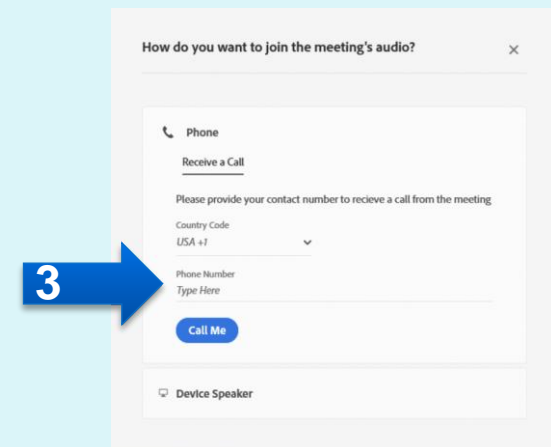 How do you want to join the meeting's audio?
Phone
Receive a Call
Please provide your contact number to recieve a call from the meeting
Country Code
USA +1
3
Phone Number
Type Here
Call Me
Device Speaker